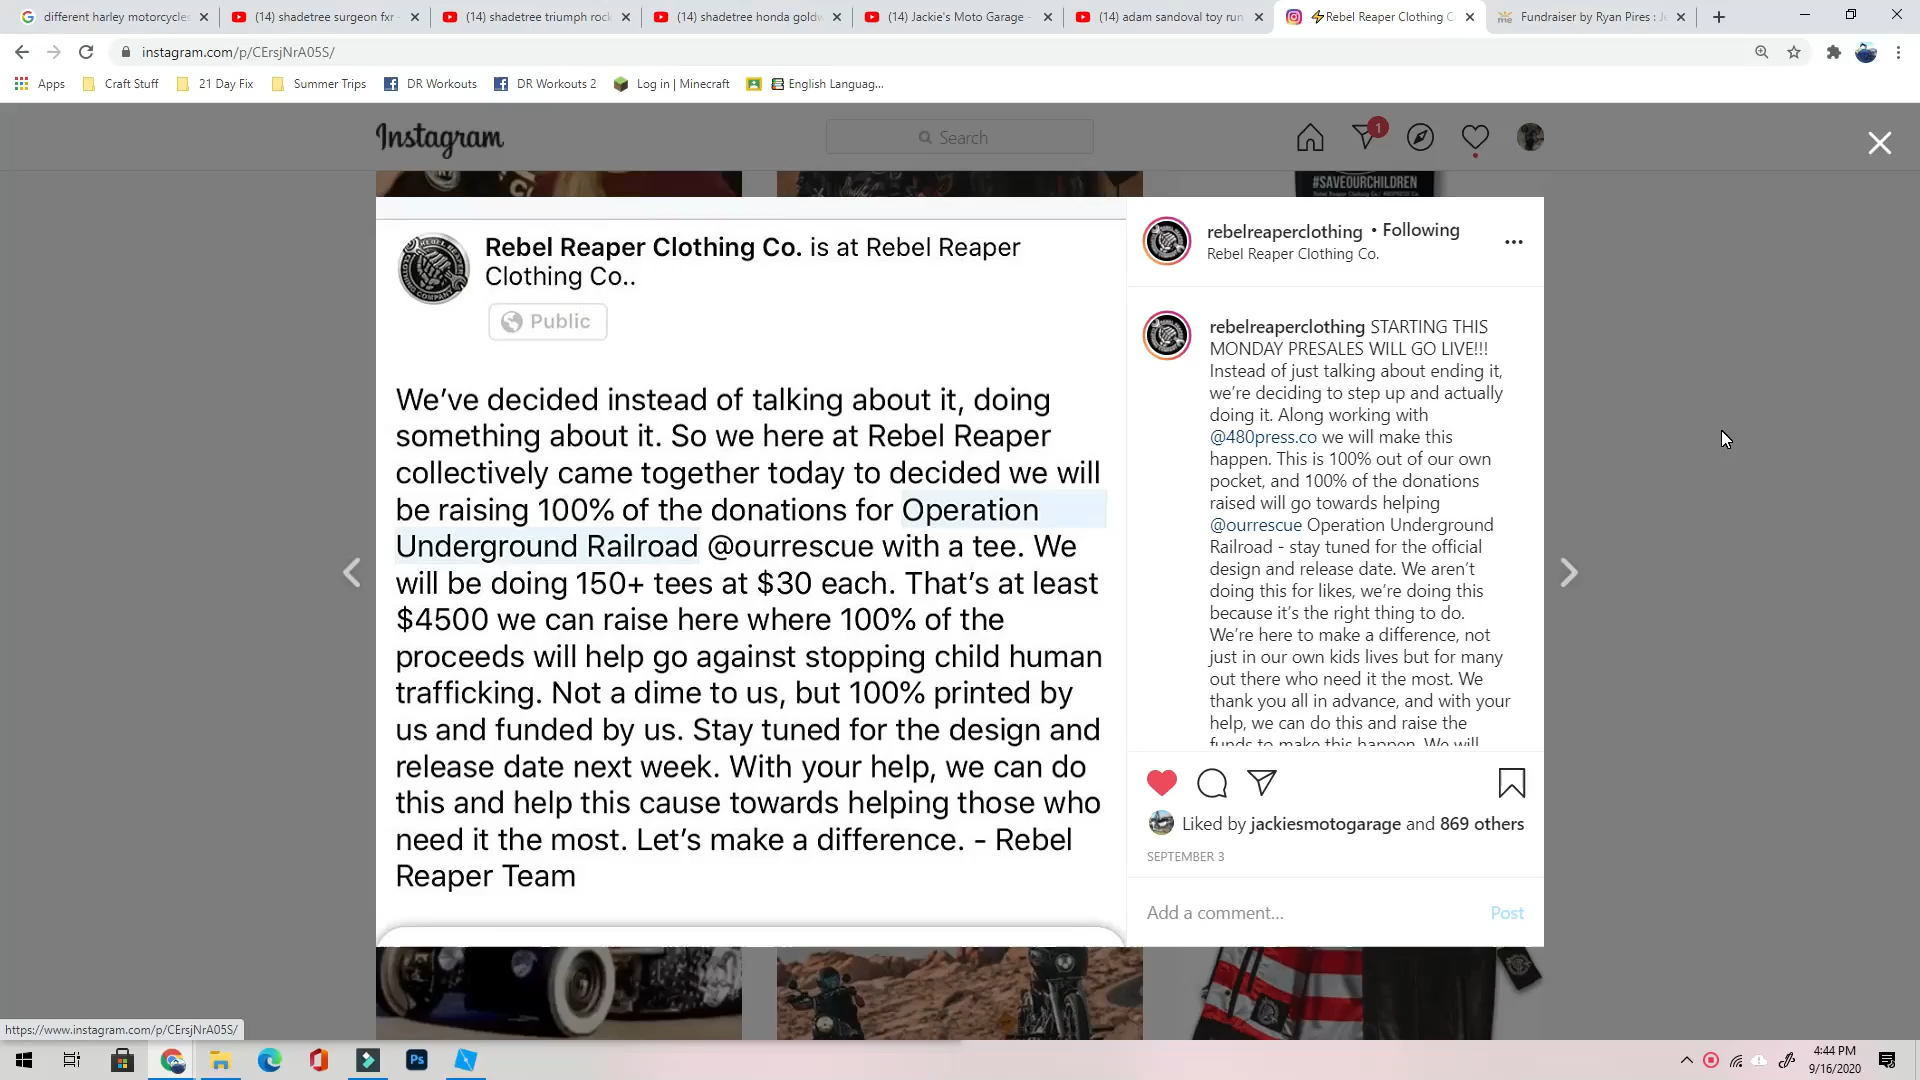 different harley motorcycles
(14) shadetree surgeon fxr -
(14) shadetree triumph rock
(14) shadetree honda goldw
(14) Jackie's Moto Garage -
(14) adam sandoval toy run
⚡Rebel Reaper Clothing C
Fundraiser by Ryan Pires : Je
instagram.com/p/CErsjNrA05S/
Apps
Craft Stuff
21 Day Fix
Summer Trips
DR Workouts
DR Workouts 2
Log in | Minecraft
English Languag...
Instagram
Search
1
#SAVEOURCHILDREN
Rebel Reaper Clothing Co. is at Rebel Reaper
Clothing Co..
Public
We've decided instead of talking about it, doing
something about it. So we here at Rebel Reaper
collectively came together today to decided we will
be raising 100% of the donations for Operation
Underground Railroad @ourrescue with a tee. We
will be doing 150+ tees at $30 each. That's at least
$4500 we can raise here where 100% of the
proceeds will help go against stopping child human
trafficking. Not a dime to us, but 100% printed by
us and funded by us. Stay tuned for the design and
release date next week. With your help, we can do
this and help this cause towards helping those who
need it the most. Let's make a difference. - Rebel
Reaper Team
rebelreaperclothing • Following
Rebel Reaper Clothing Co.
rebelreaperclothing STARTING THIS
MONDAY PRESALES WILL GO LIVE!!!
Instead of just talking about ending it,
we're deciding to step up and actually
doing it. Along working with
@480press.co we will make this
happen. This is 100% out of our own
pocket, and 100% of the donations
raised will go towards helping
@ourrescue Operation Underground
Railroad - stay tuned for the official
design and release date. We aren't
doing this for likes, we're doing this
because it's the right thing to do.
We're here to make a difference, not
just in our own kids lives but for many
out there who need it the most. We
thank you all in advance, and with your
help, we can do this and raise the
funds to make this happen. We will
Liked by jackiesmotogarage and 869 others
SEPTEMBER 3
Add a comment...
Post
https://www.instagram.com/p/CErsjNrA05S/
Ps
4:44 PM
9/16/2020